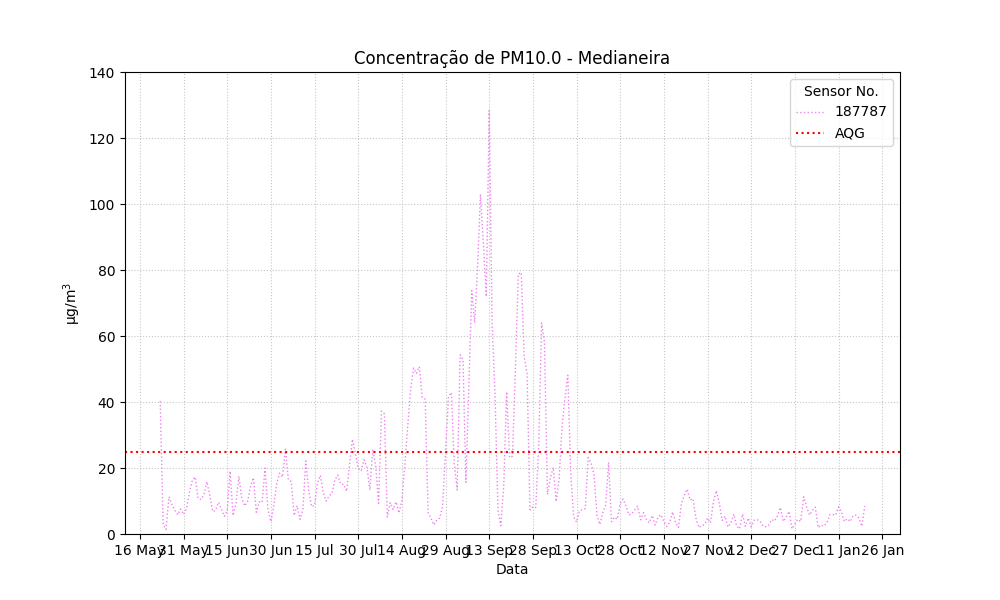 Concentração de PM10.0 - Medianeira
Sensor No.
187787
AQG
µg/m³
140
120
100
80
60
40
20
0
16 May 31 May 15 Jun 30 Jun 15 Jul 30 Jul 14 Aug 29 Aug 13 Sep 28 Sep 13 Oct 28 Oct 12 Nov 27 Nov 12 Dec 27 Dec 11 Jan 26 Jan
Data